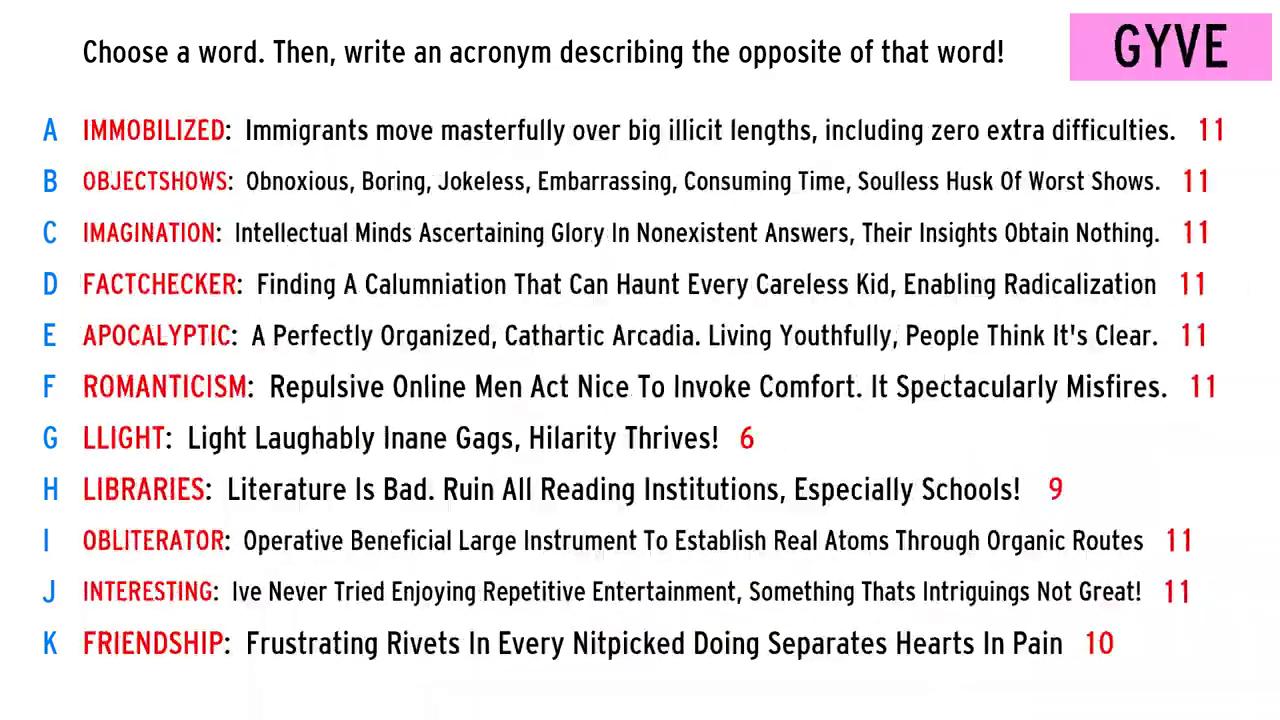 Choose a word. Then, write an acronym describing the opposite of that word!
GYVE
A IMMOBILIZED: Immigrants move masterfully over big illicit lengths, including zero extra difficulties. 11
B OBJECTSHOWS: Obnoxious, Boring, Jokeless, Embarrassing, Consuming Time, Soulless Husk Of Worst Shows. 11
C IMAGINATION: Intellectual Minds Ascertaining Glory In Nonexistent Answers, Their Insights Obtain Nothing. 11
D FACTCHECKER: Finding A Calumniation That Can Haunt Every Careless Kid, Enabling Radicalization 11
E APOCALYPTIC: A Perfectly Organized, Cathartic Arcadia. Living Youthfully, People Think It's Clear. 11
F ROMANTICISM: Repulsive Online Men Act Nice To Invoke Comfort. It Spectacularly Misfires. 11
G LLIGHT: Light Laughably Inane Gags, Hilarity Thrives! 6
H LIBRARIES: Literature Is Bad. Ruin All Reading Institutions, Especially Schools! 9
I OBLITERATOR: Operative Beneficial Large Instrument To Establish Real Atoms Through Organic Routes 11
J INTERESTING: Ive Never Tried Enjoying Repetitive Entertainment, Something Thats Intriguings Not Great! 11
K FRIENDSHIP: Frustrating Rivets In Every Nitpicked Doing Separates Hearts In Pain 10